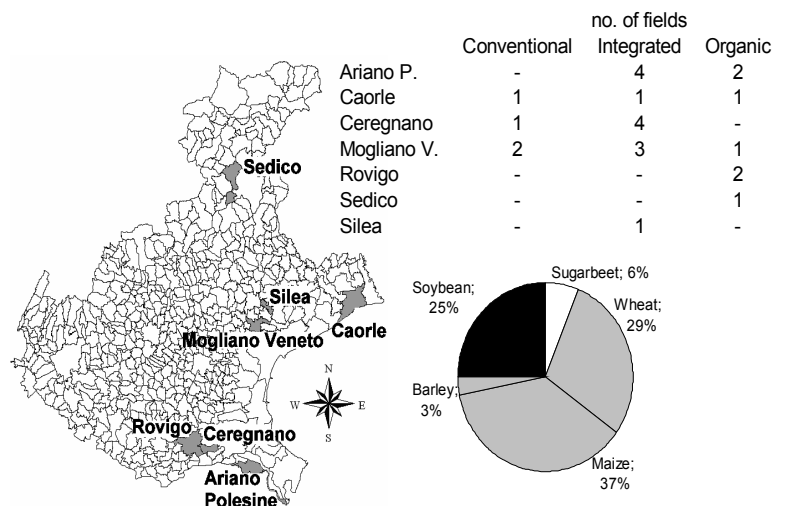 no. of fields
Conventional Integrated Organic
Ariano P. - 4 2
Caorle 1 1 1
Ceregnano 1 4 -
Mogliano V. 2 3 1
Rovigo - - 2
Sedico - - 1
Silea - 1 -
Sedico
Silea
Caorle
Mogliano Veneto
N
W E
S
Rovigo
Ceregnano
Ariano
Polesine
Sugarbeet; 6%
Soybean;
25%
Wheat;
29%
Barley;
3%
Maize;
37%